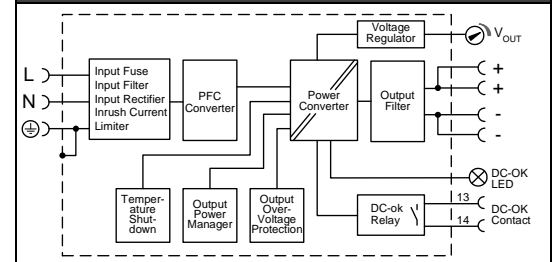 Voltage
Regulator
V OUT
L
N
Input Fuse
Input Filter
Input Rectifier
Inrush Current
Limiter
PFC
Converter
Power
Converter
Output
Filter
+
+
-
-
Temper-
ature
Shut-
down
Output
Power
Manager
Output
Over-
Voltage
Protection
DC-ok
Relay
DC-OK
LED
13
14
DC-OK
Contact